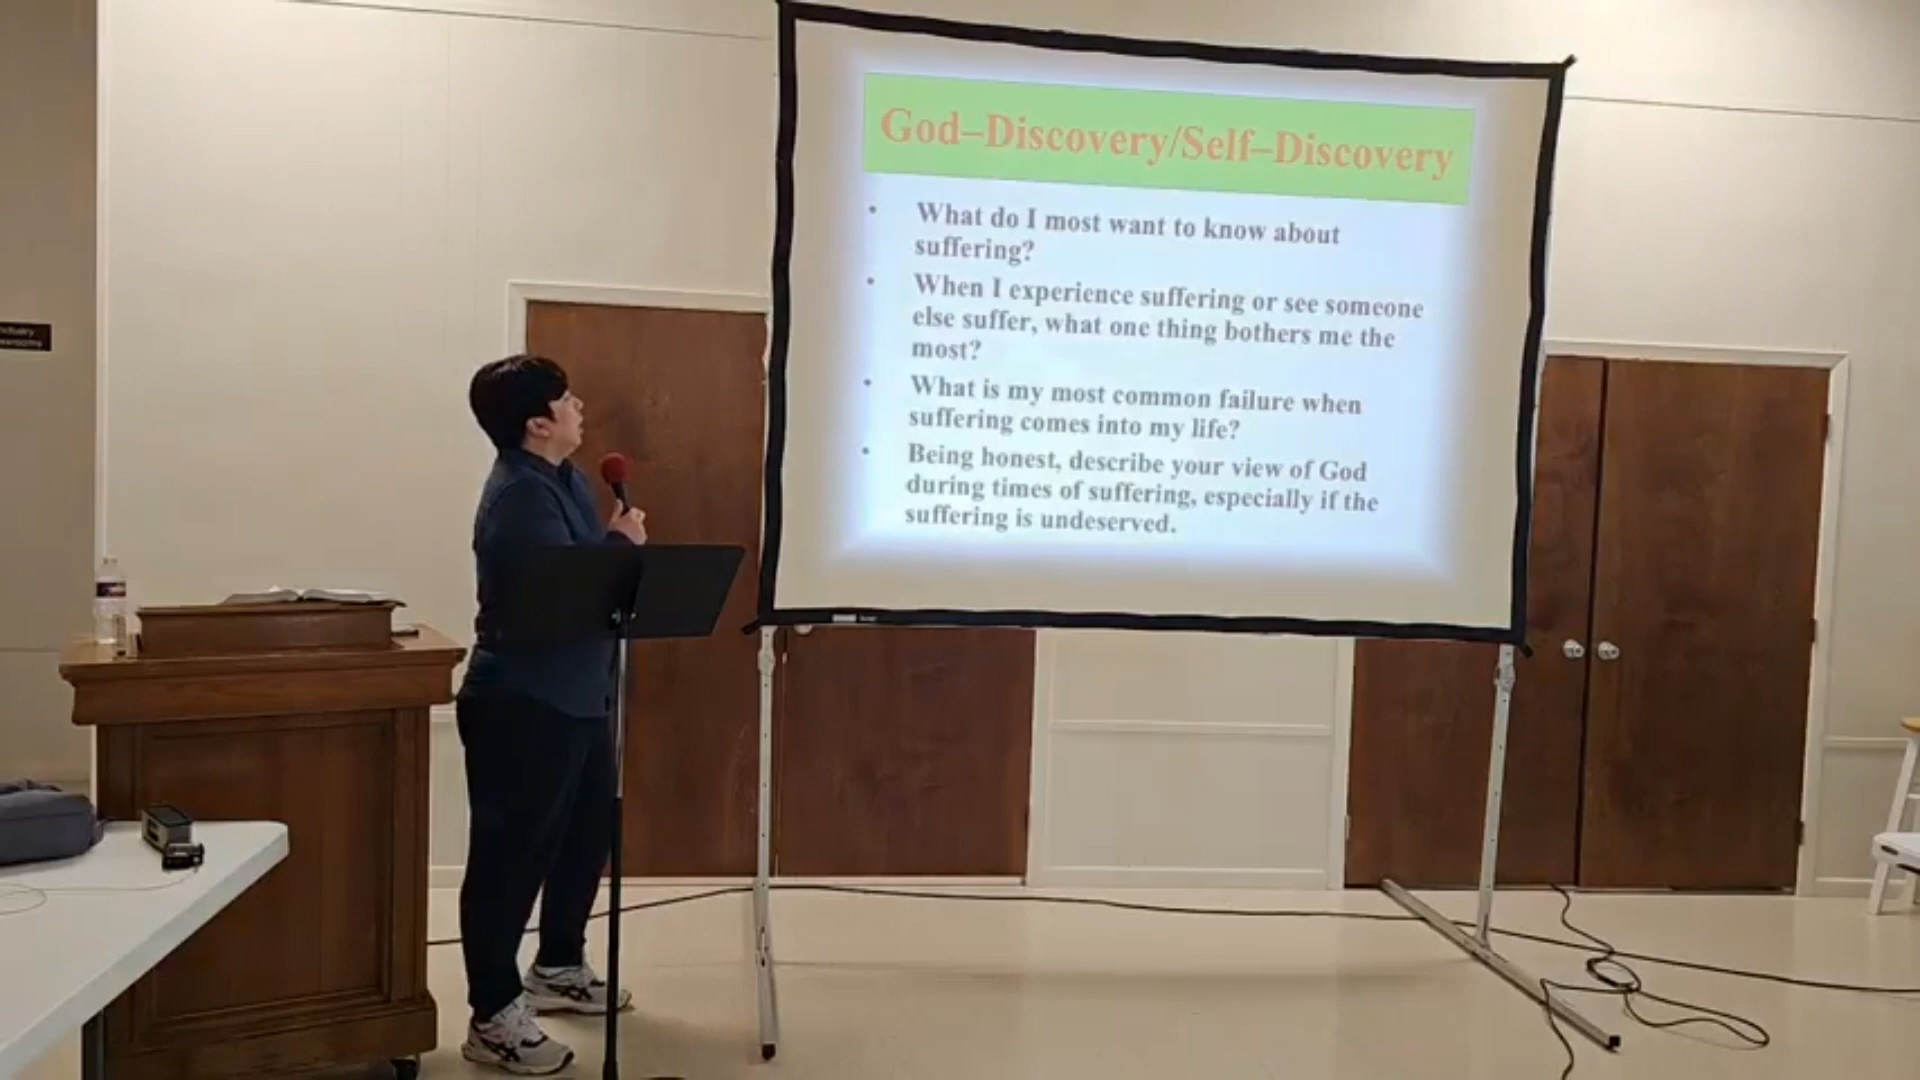 God–Discovery/Self–Discovery
• What do I most want to know about
suffering?
• When I experience suffering or see someone
else suffer, what one thing bothers me the
most?
• What is my most common failure when
suffering comes into my life?
• Being honest, describe your view of God
during times of suffering, especially if the
suffering is undeserved.